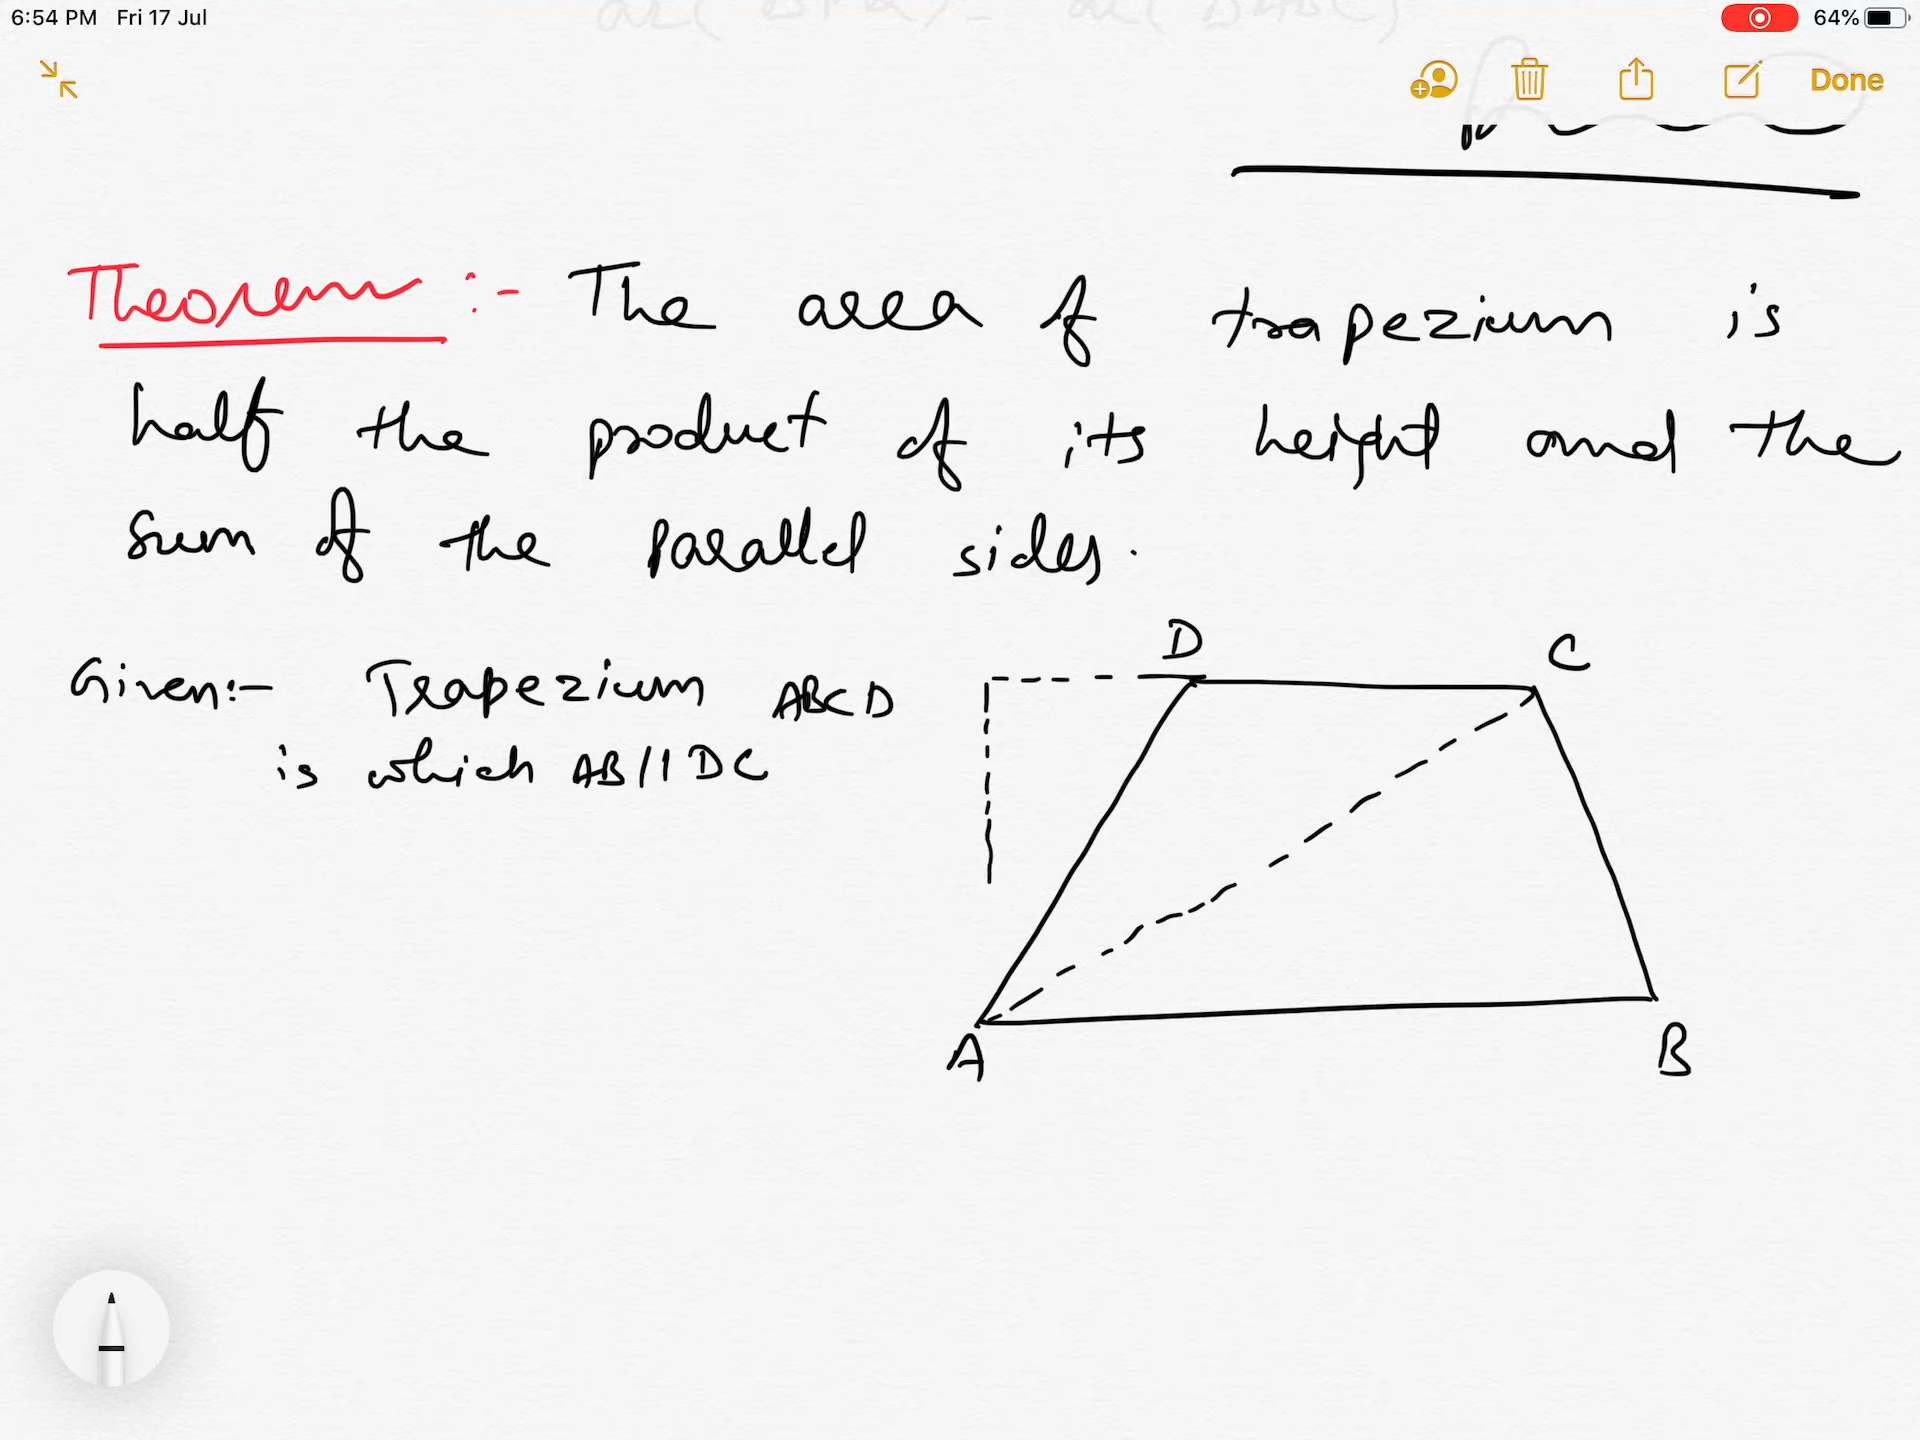 6:54 PM Fri 17 Jul
64%
Done
Theorem :- The area of trapezium is
half the product of its height and the
sum of the parallel sides.
Given:- Trapezium ABCD
is which AB//DC
D
C
A
B